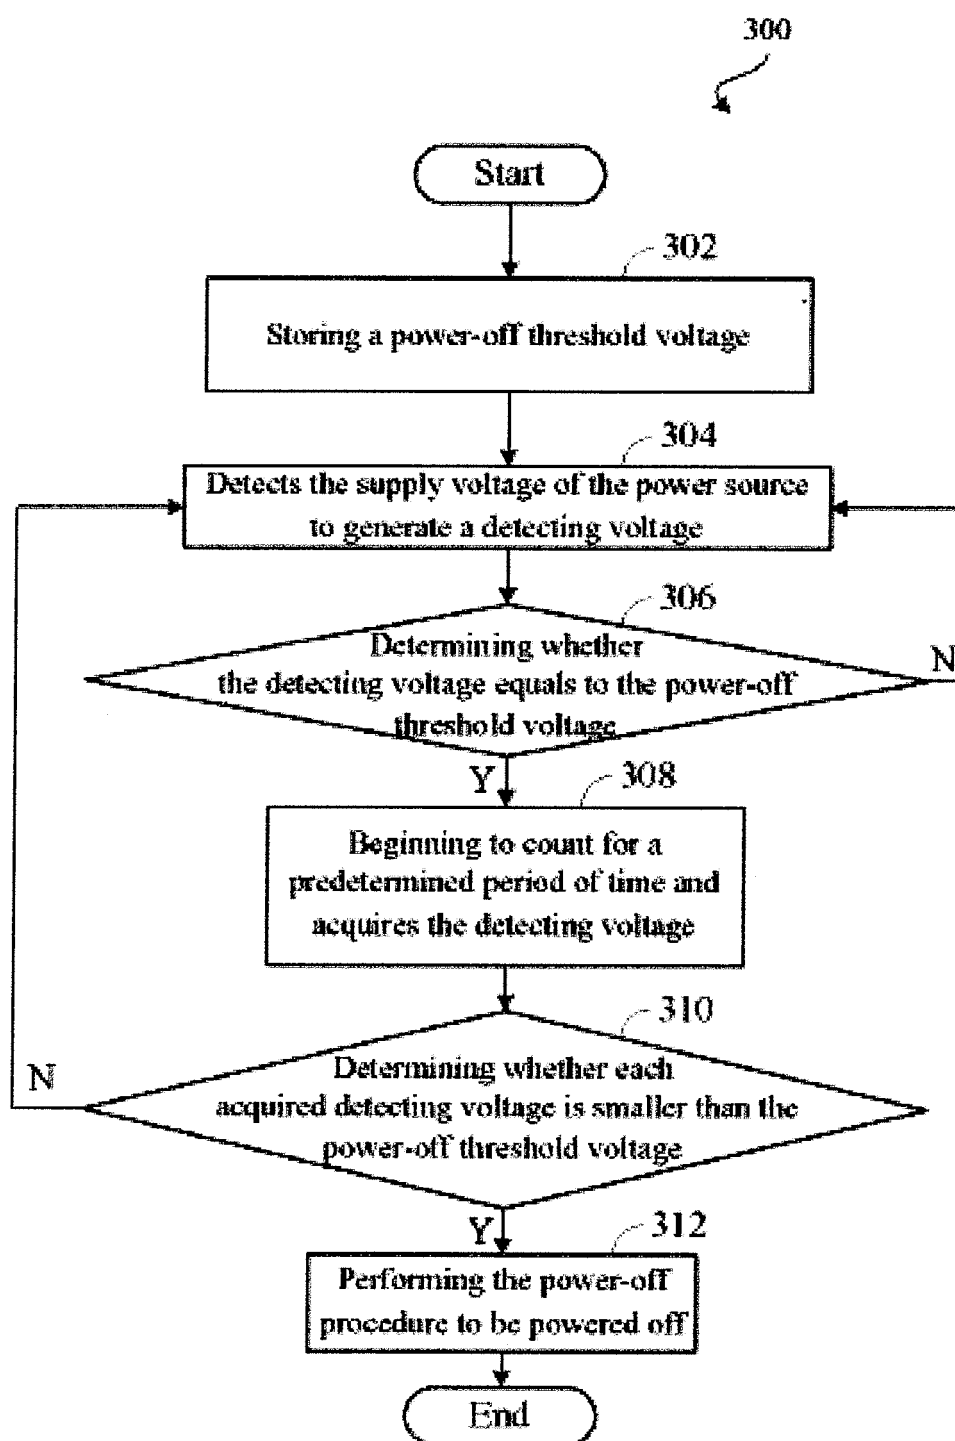 300
Start
302
Storing a power-off threshold voltage
304
Detects the supply voltage of the power source
to generate a detecting voltage
306
Determining whether
the detecting voltage equals to the power-off
threshold voltage
N
Y
308
Beginning to count for a
predetermined period of time and
acquires the detecting voltage
310
Determining whether each
acquired detecting voltage is smaller than the
power-off threshold voltage
N
Y
312
Performing the power-off
procedure to be powered off
End